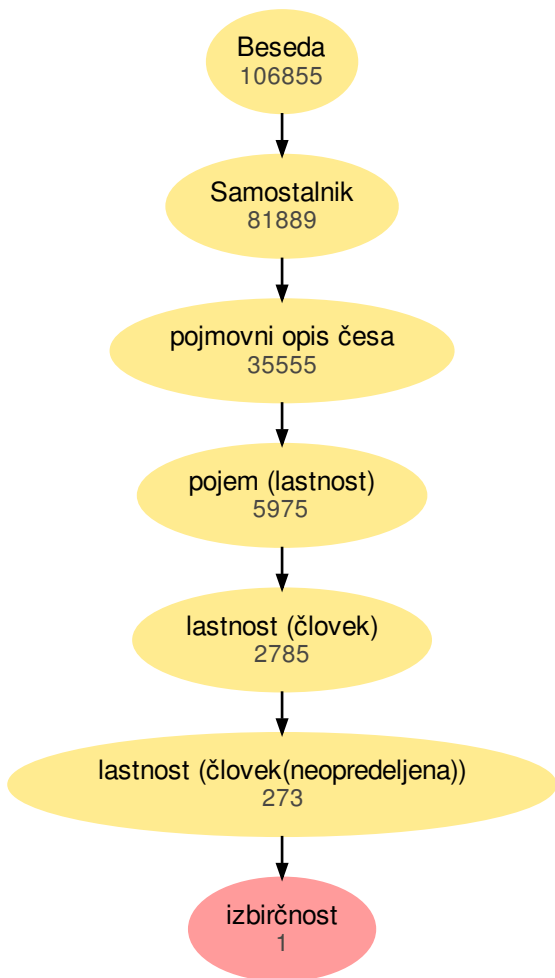 Beseda
106855
Samostalnik
81889
pojmovni opis česa
35555
pojem (lastnost)
5975
lastnost (človek)
2785
lastnost (človek(neopredeljena))
273
izbirčnost
1